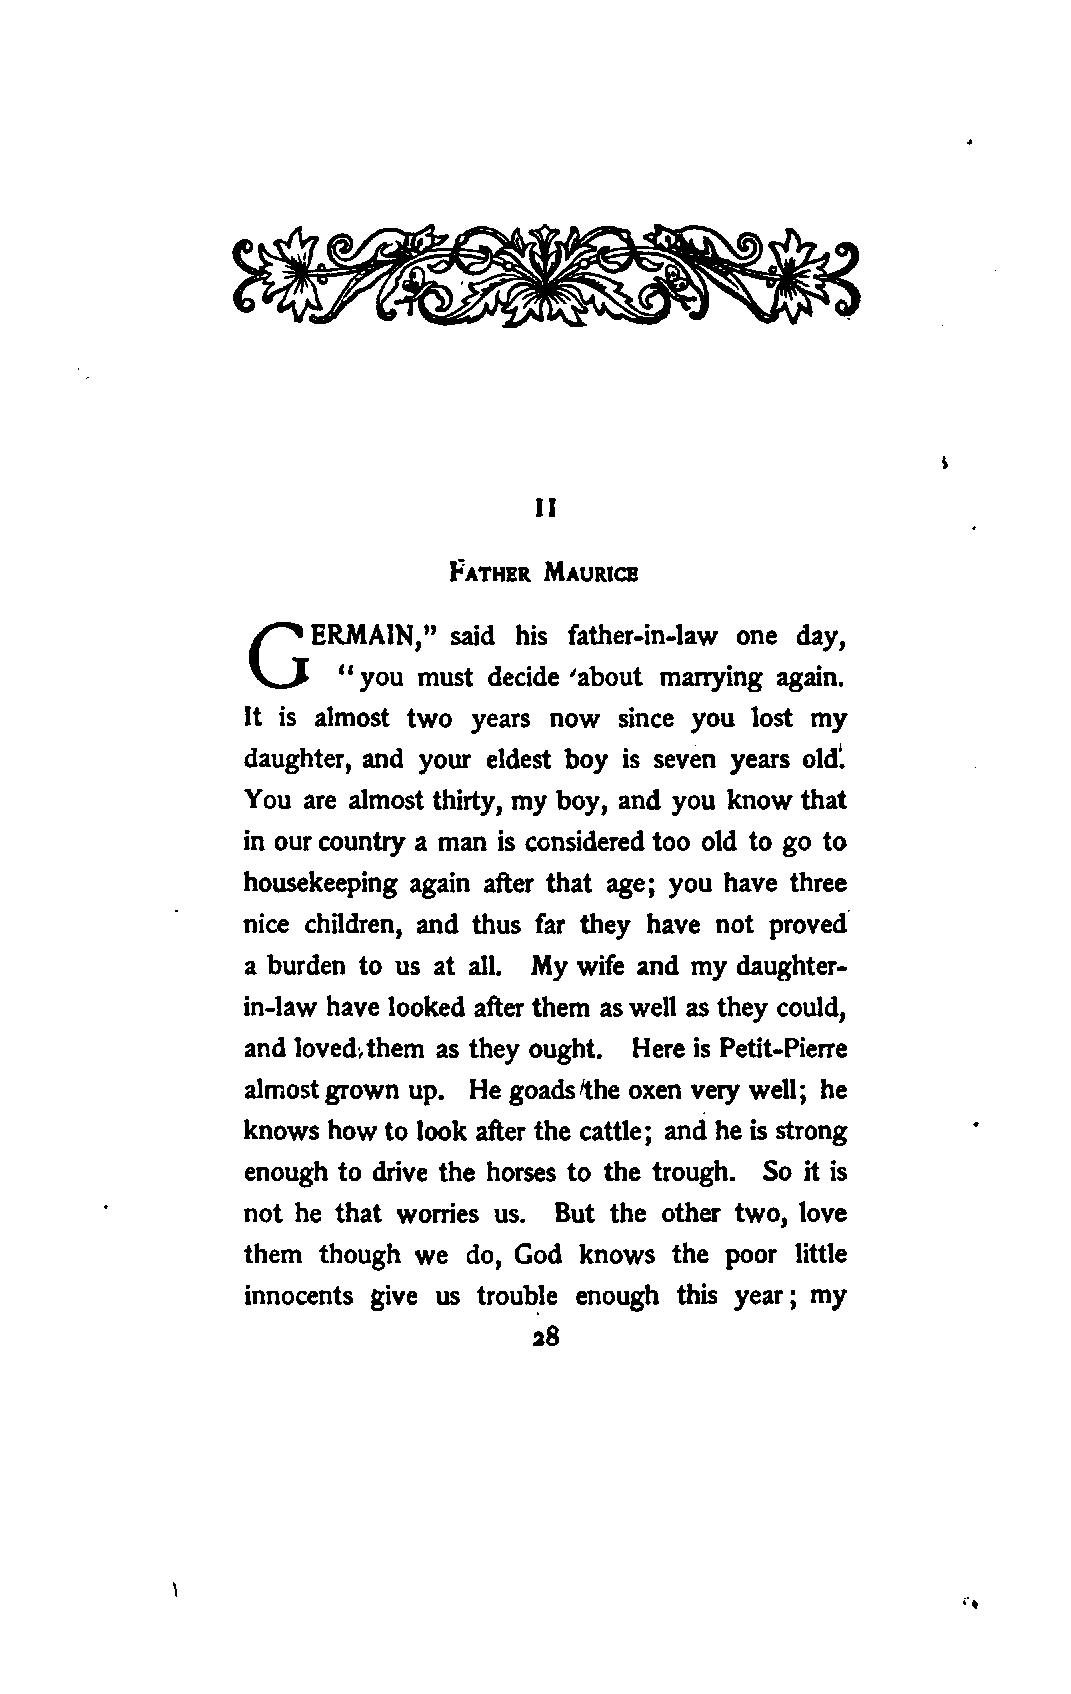 II
FATHER MAURICE
GERMAIN,” said his father-in-law one day,
“you must decide about marrying again.
It is almost two years now since you lost my
daughter, and your eldest boy is seven years old.
You are almost thirty, my boy, and you know that
in our country a man is considered too old to go to
housekeeping again after that age; you have three
nice children, and thus far they have not proved
a burden to us at all. My wife and my daughter-
in-law have looked after them as well as they could,
and loved them as they ought. Here is Petit-Pierre
almost grown up. He goads the oxen very well; he
knows how to look after the cattle; and he is strong
enough to drive the horses to the trough. So it is
not he that worries us. But the other two, love
them though we do, God knows the poor little
innocents give us trouble enough this year; my
28